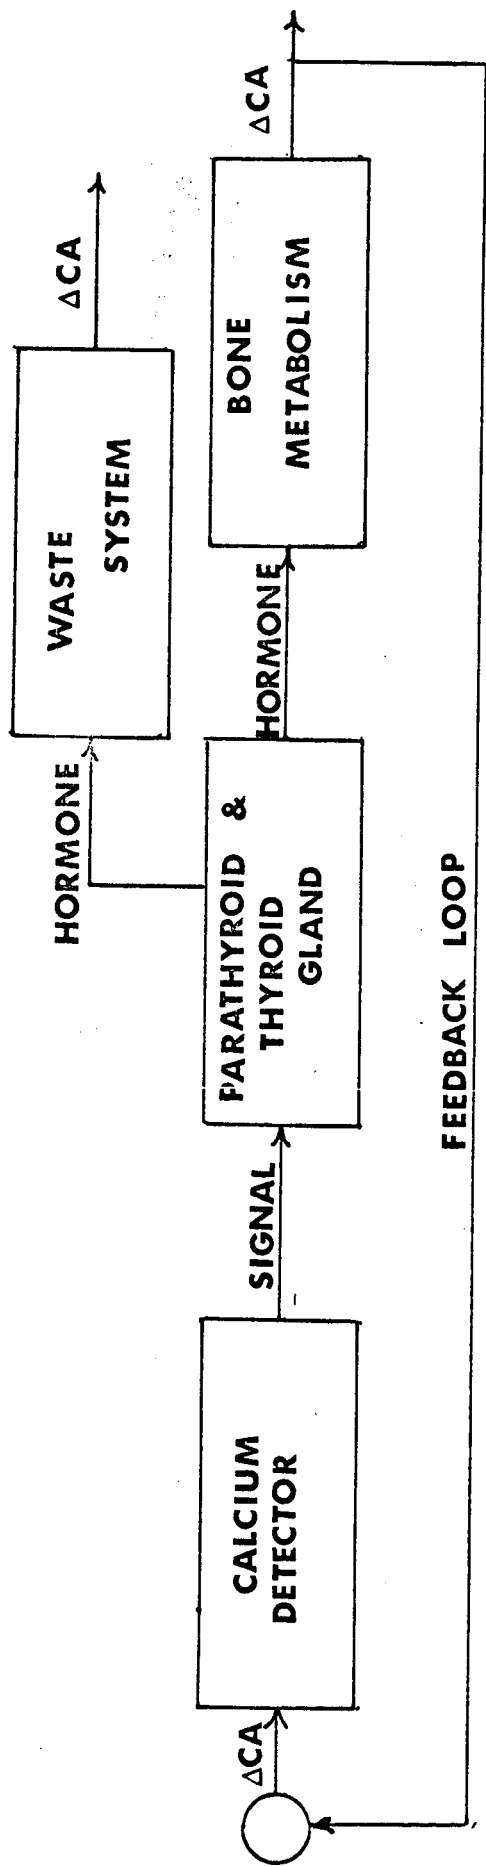 ΔCA
CALCIUM
DETECTOR
SIGNAL
PARATHYROID &
THYROID
GLAND
HORMONE
WASTE
SYSTEM
ΔCA
HORMONE
BONE
METABOLISM
ΔCA
FEEDBACK LOOP